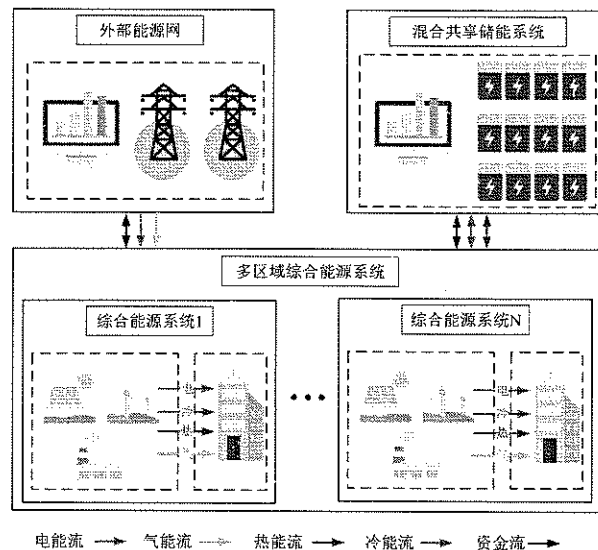 外部能源网
混合共享储能系统
多区域综合能源系统
综合能源系统1
综合能源系统N
电
冷
热
电
冷
热
电能流 气能流 热能流 冷能流 资金流